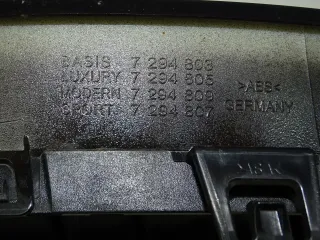 BASIS 7 294 803
LUXURY 7 294 805
MODERN 7 294 806
SPORT 7 294 807
>ABS<
GERMANY